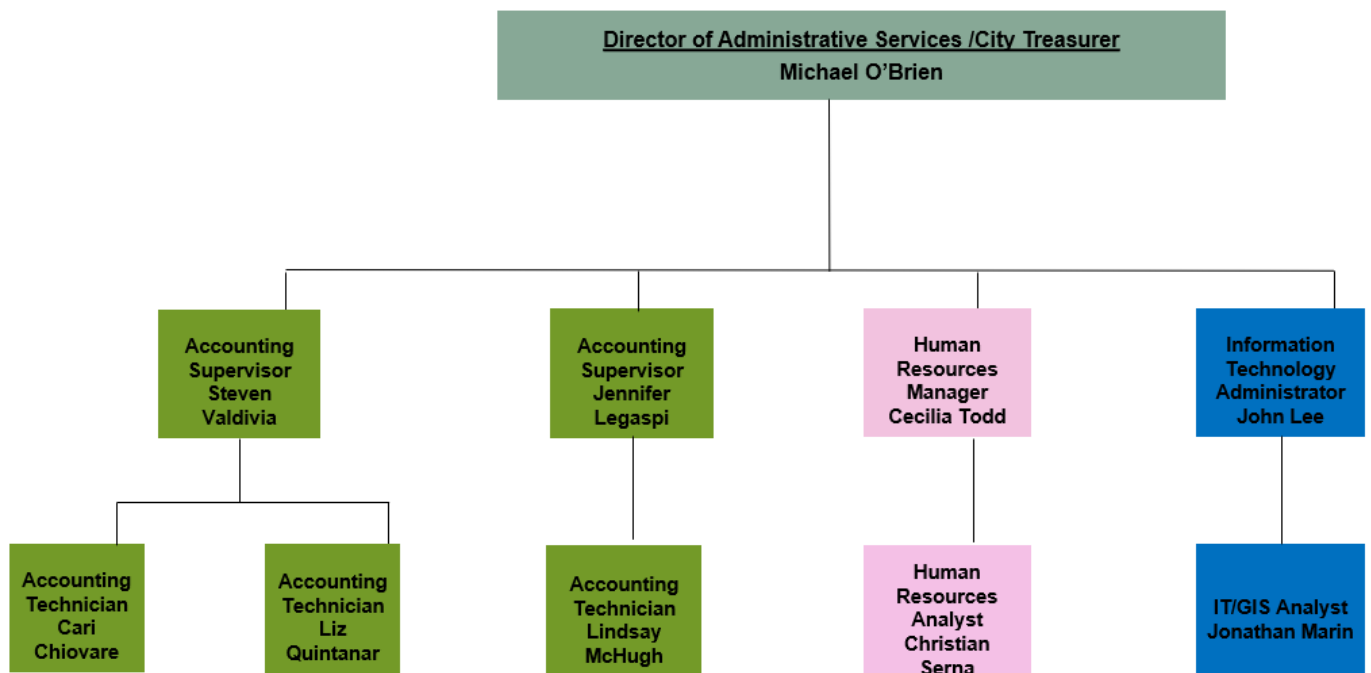 Director of Administrative Services /City Treasurer
Michael O’Brien
Accounting
Supervisor
Steven
Valdivia
Accounting
Supervisor
Jennifer
Legaspi
Human
Resources
Manager
Cecilia Todd
Information
Technology
Administrator
John Lee
Accounting
Technician
Cari
Chiovare
Accounting
Technician
Liz
Quintanar
Accounting
Technician
Lindsay
McHugh
Human
Resources
Analyst
Christian
Serna
IT/GIS Analyst
Jonathan Marin